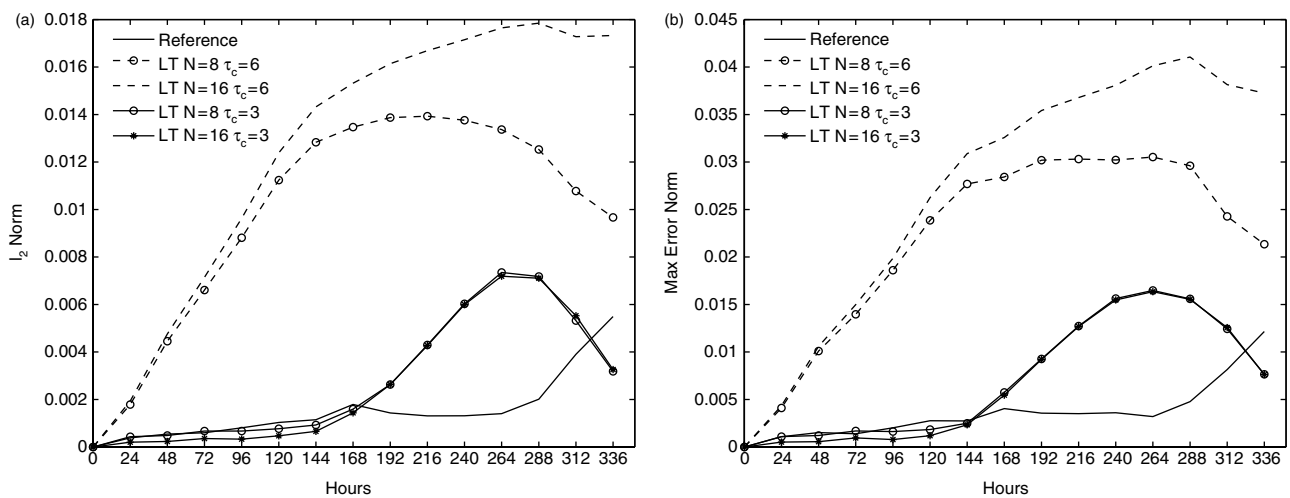 (a)
0.018
0.016
0.014
0.012
0.01
0.008
0.006
0.004
0.002
0
l₂ Norm
Reference
LT N=8 τc=6
LT N=16 τc=6
LT N=8 τc=3
LT N=16 τc=3
0 24 48 72 96 120 144 168 192 216 240 264 288 312 336
Hours
(b)
0.045
0.04
0.035
0.03
0.025
0.02
0.015
0.01
0.005
0
Max Error Norm
Reference
LT N=8 τc=6
LT N=16 τc=6
LT N=8 τc=3
LT N=16 τc=3
0 24 48 72 96 120 144 168 192 216 240 264 288 312 336
Hours